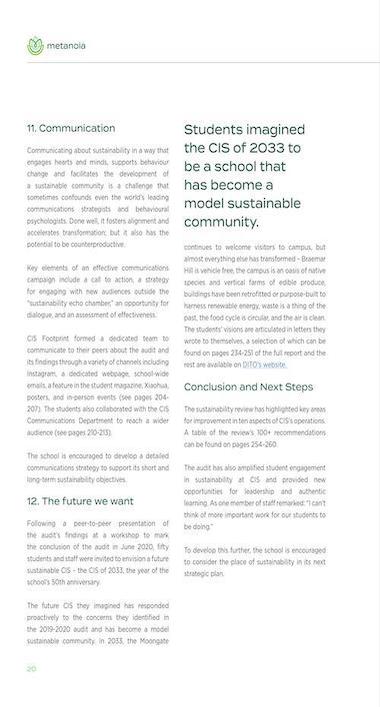 metanoia
11. Communication
Communicating about sustainability in a way that
engages hearts and minds, supports behaviour
change and facilitates the development of
a sustainable community is a challenge that
sometimes confounds even the world's leading
communications strategists and behavioural
psychologists. Done well, it fosters alignment and
accelerates transformation; but it also has the
potential to be counterproductive.
Key elements of an effective communications
campaign include a call to action, a strategy
for engaging with new audiences outside the
"sustainability echo chamber," an opportunity for
dialogue, and an assessment of effectiveness.
CIS Footprint formed a dedicated team to
communicate to their peers about the audit and
its findings through a variety of channels including
Instagram, a dedicated webpage, school-wide
emails, a feature in the student magazine, Xiaohua,
posters, and in-person events (see pages 204-
207). The students also collaborated with the CIS
Communications Department to reach a wider
audience (see pages 210-213).
The school is encouraged to develop a detailed
communications strategy to support its short and
long-term sustainability objectives.
12. The future we want
Following a peer-to-peer presentation of
the audit's findings at a workshop to mark
the conclusion of the audit in June 2020, fifty
students and staff were invited to envision a future
sustainable CIS - the CIS of 2033, the year of the
school's 50th anniversary.
The future CIS they imagined has responded
proactively to the concerns they identified in
the 2019-2020 audit and has become a model
sustainable community. In 2033, the Moongate
Students imagined
the CIS of 2033 to
be a school that
has become a
model sustainable
community.
continues to welcome visitors to campus, but
almost everything else has transformed - Braemar
Hill is vehicle free, the campus is an oasis of native
species and vertical farms of edible produce,
buildings have been retrofitted or purpose-built to
harness renewable energy, waste is a thing of the
past, the food cycle is circular, and the air is clean.
The students' visions are articulated in letters they
wrote to themselves, a selection of which can be
found on pages 234-251 of the full report and the
rest are available on DITO's website.
Conclusion and Next Steps
The sustainability review has highlighted key areas
for improvement in ten aspects of CIS's operations.
A table of the review's 100+ recommendations
can be found on pages 254-260.
The audit has also amplified student engagement
in sustainability at CIS and provided new
opportunities for leadership and authentic
learning. As one member of staff remarked: "I can't
think of more important work for our students to
be doing."
To develop this further, the school is encouraged
to consider the place of sustainability in its next
strategic plan.
20